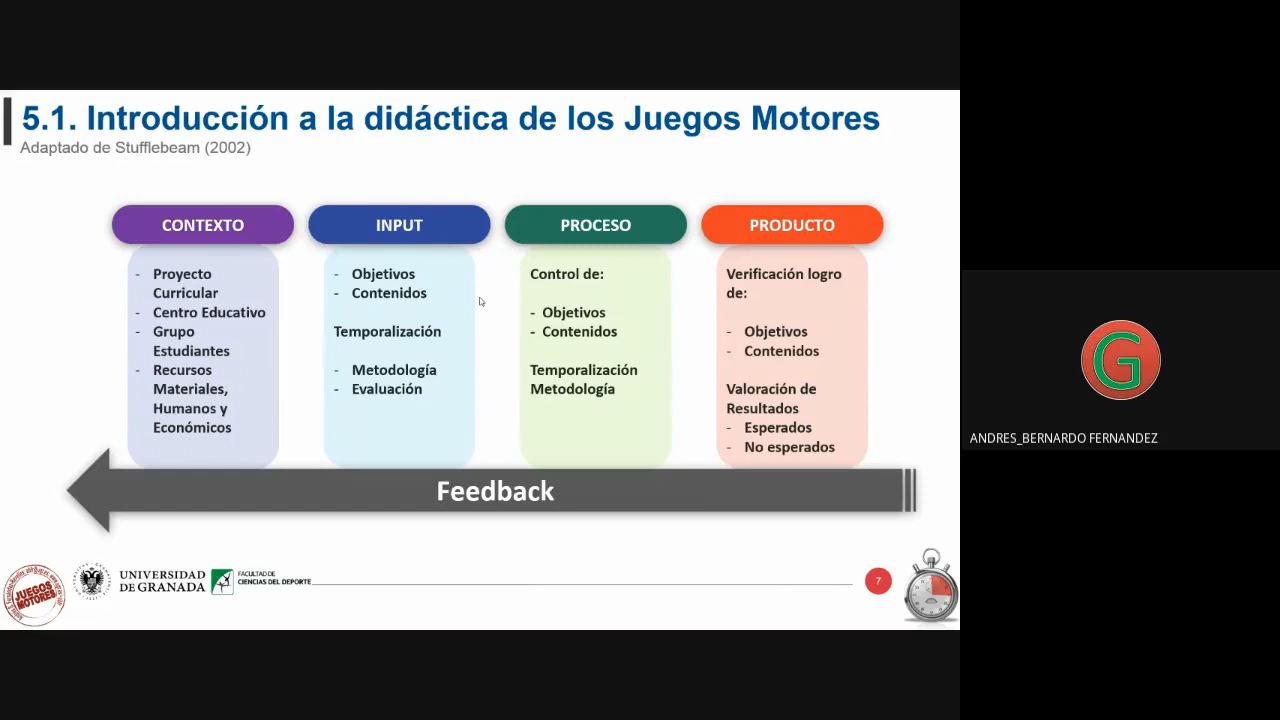 5.1. Introducción a la didáctica de los Juegos Motores
Adaptado de Stufflebeam (2002)
CONTEXTO
- Proyecto
Curricular
- Centro Educativo
- Grupo
Estudiantes
- Recursos
Materiales,
Humanos y
Económicos
INPUT
- Objetivos
- Contenidos
Temporalización
- Metodología
- Evaluación
PROCESO
Control de:
- Objetivos
- Contenidos
Temporalización
Metodología
PRODUCTO
Verificación logro
de:
- Objetivos
- Contenidos
Valoración de
Resultados
- Esperados
- No esperados
Feedback
JUEGOS
MOTORES
UNIVERSIDAD
DE GRANADA
FACULTAD DE
CIENCIAS DEL DEPORTE
7
G
ANDRES_BERNARDO FERNANDEZ